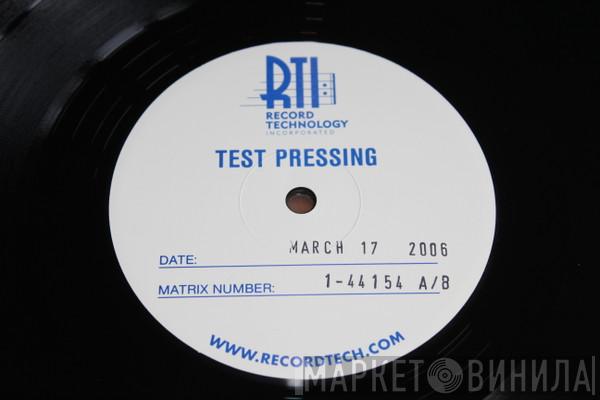 RTI
RECORD
TECHNOLOGY
INCORPORATED
TEST PRESSING
DATE: MARCH 17 2006
MATRIX NUMBER: 1-44154 A/B
WWW.RECORDTECH.COM
МАРКЕТ ВИНИЛА